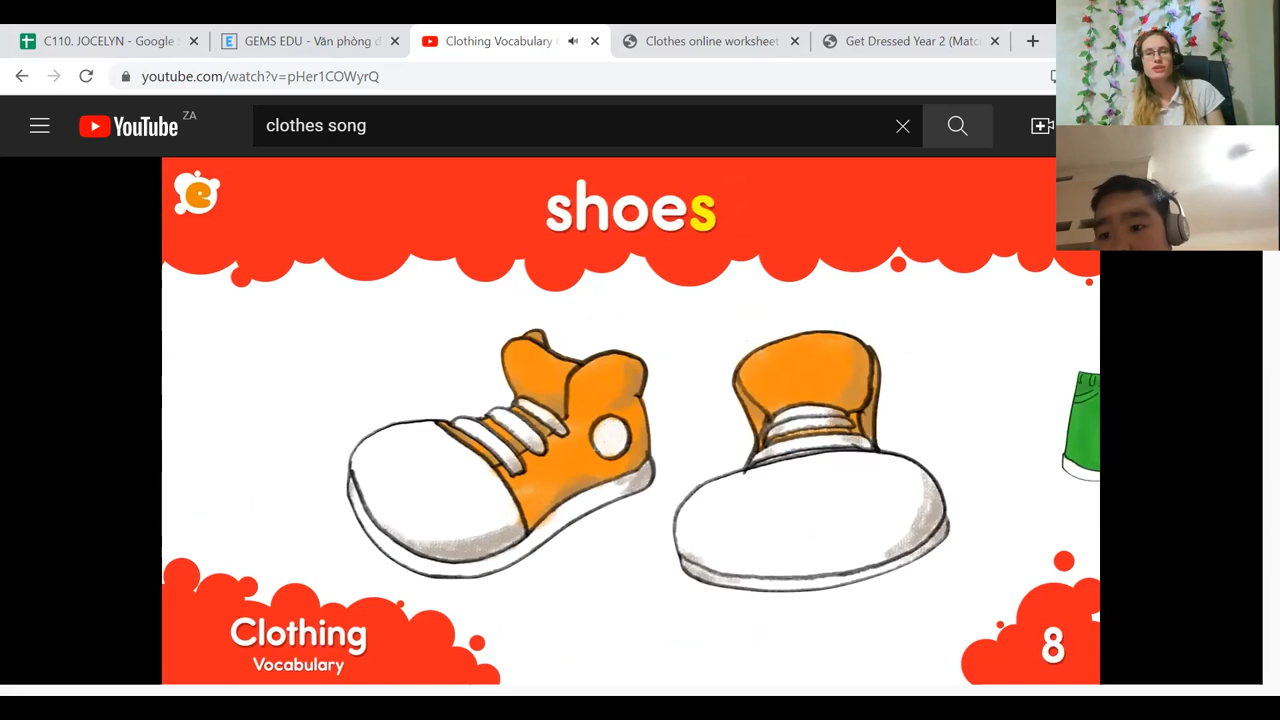 C110. JOCELYN - Google S
GEMS EDU - Văn phòng đ
Clothing Vocabulary
Clothes online worksheet
Get Dressed Year 2 (Matc
youtube.com/watch?v=pHer1COWyrQ
YouTube ZA
clothes song
shoes
Clothing
Vocabulary
8